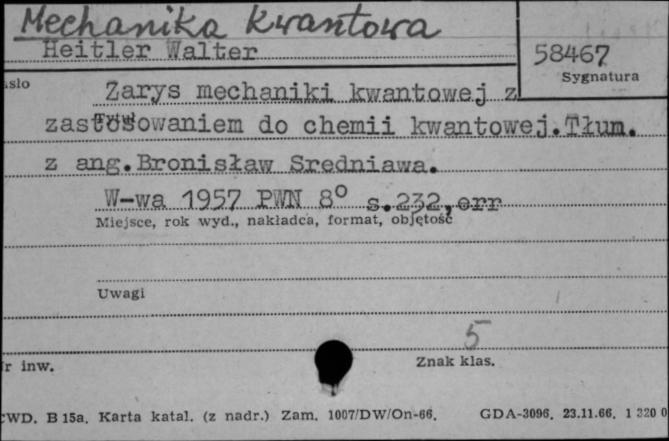 Mechanika kwantowa
Heitler Walter
58467
Sygnatura
asło
Zarys mechaniki kwantowej z
zastosowaniem do chemii kwantowej.Tłum.
z ang.Bronisław Sredniawa.
W-wa 1957 PWN 8° s.232,err
Miejsce, rok wyd., nakładca, format, objętość
Uwagi
5
r inw.
Znak klas.
WD. B 15a. Karta katal. (z nadr.) Zam. 1007/DW/On-66. GDA-3096. 23.11.66. 1 320 0